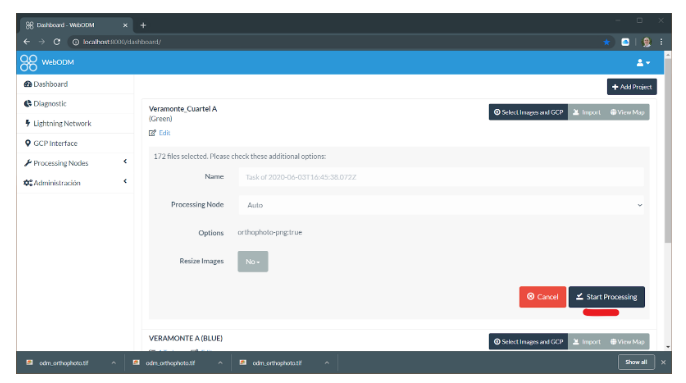 Dashboard - WebODM
localhost:8000/dashboard/
WebODM
Dashboard
Diagnostic
Lightning Network
GCP Interface
Processing Nodes
Administración
Add Project
Veramonte_Cuartel A
(Green)
Edit
Select Images and GCP
Import
View Map
172 files selected. Please check these additional options:
Name
Task of 2020-06-03T16:45:38.072Z
Processing Node
Auto
Options
orthophoto-png:true
Resize Images
No
Cancel
Start Processing
VERAMONTE A (BLUE)
Select Images and GCP
Import
View Map
odm_orthophoto.tif
odm_orthophoto.tif
odm_orthophoto.tif
Show all